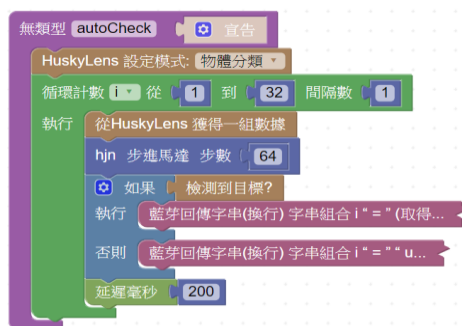 無類型 autoCheck 宣告
HuskyLens 設定模式: 物體分類
循環計數 i 從 1 到 32 間隔數 1
執行 從HuskyLens 獲得一組數據
hjn 步進馬達 步數 64
如果 檢測到目標?
執行 藍芽回傳字串(換行) 字串組合 i “ = ” (取得...
否則 藍芽回傳字串(換行) 字串組合 i “ = ” “ u...
延遲毫秒 200